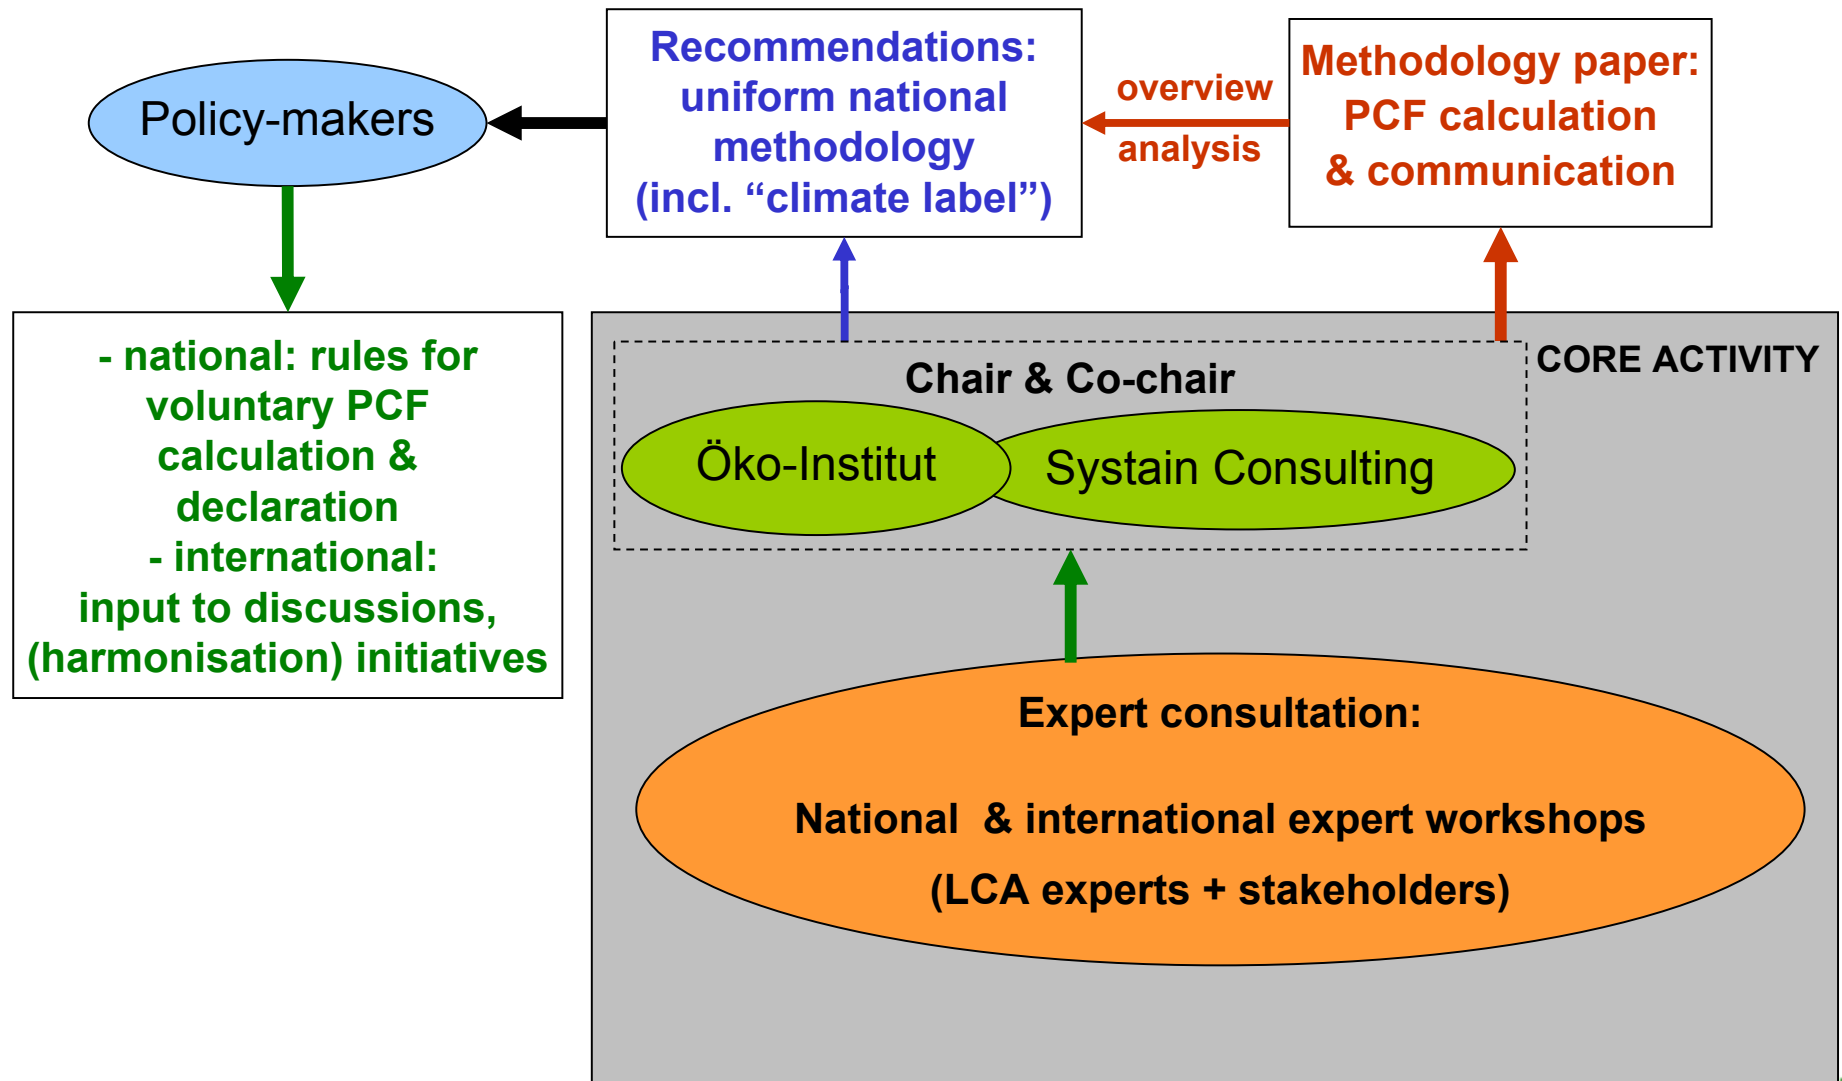 Policy-makers
Recommendations:
uniform national
methodology
(incl. “climate label”)
overview
analysis
Methodology paper:
PCF calculation
& communication
- national: rules for
voluntary PCF
calculation &
declaration
- international:
input to discussions,
(harmonisation) initiatives
CORE ACTIVITY
Chair & Co-chair
Öko-Institut
Systain Consulting
Expert consultation:
National & international expert workshops
(LCA experts + stakeholders)